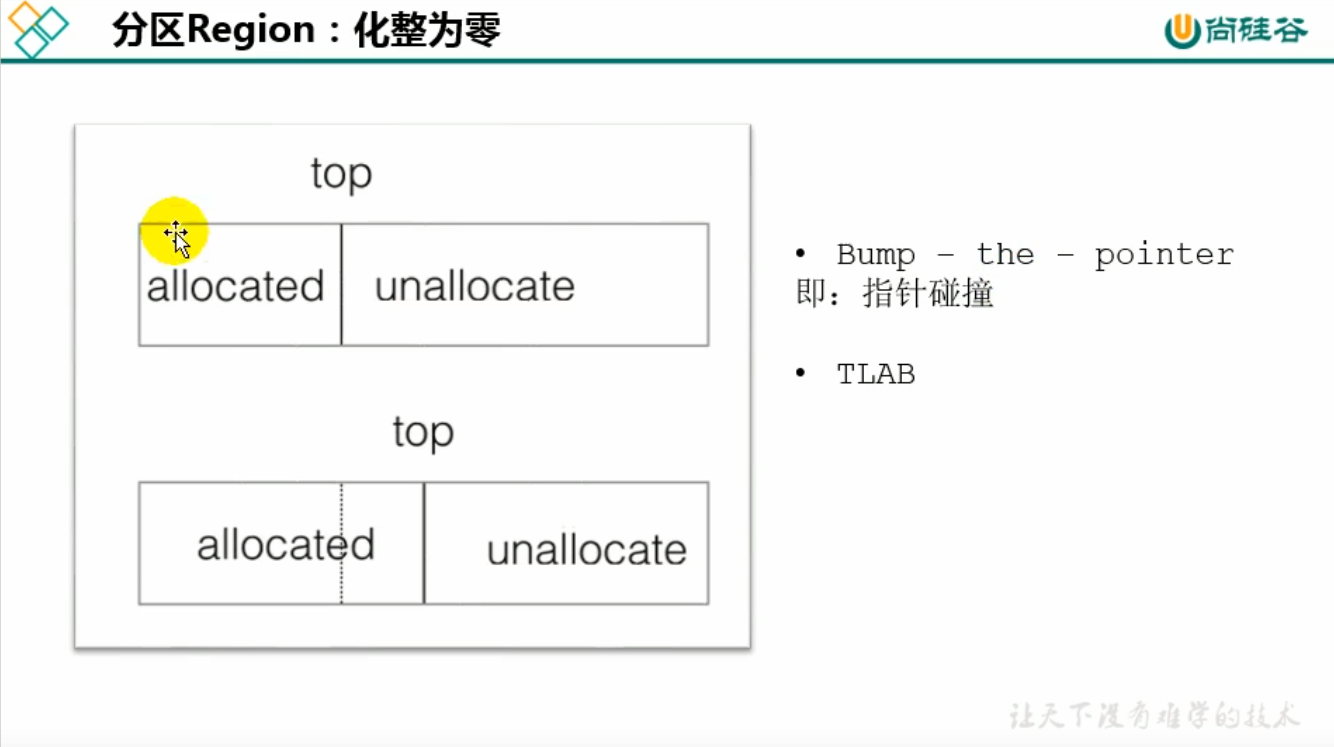 分区Region：化整为零
尚硅谷
top
allocated
unallocate
top
allocated
unallocate
• Bump – the – pointer
即：指针碰撞
• TLAB
让天下没有难学的技术